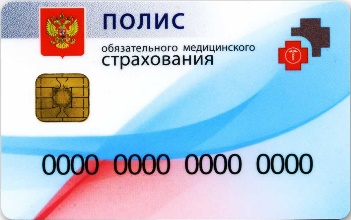 ПОЛИС
обязательного медицинского
страхования
0000 0000 0000 0000